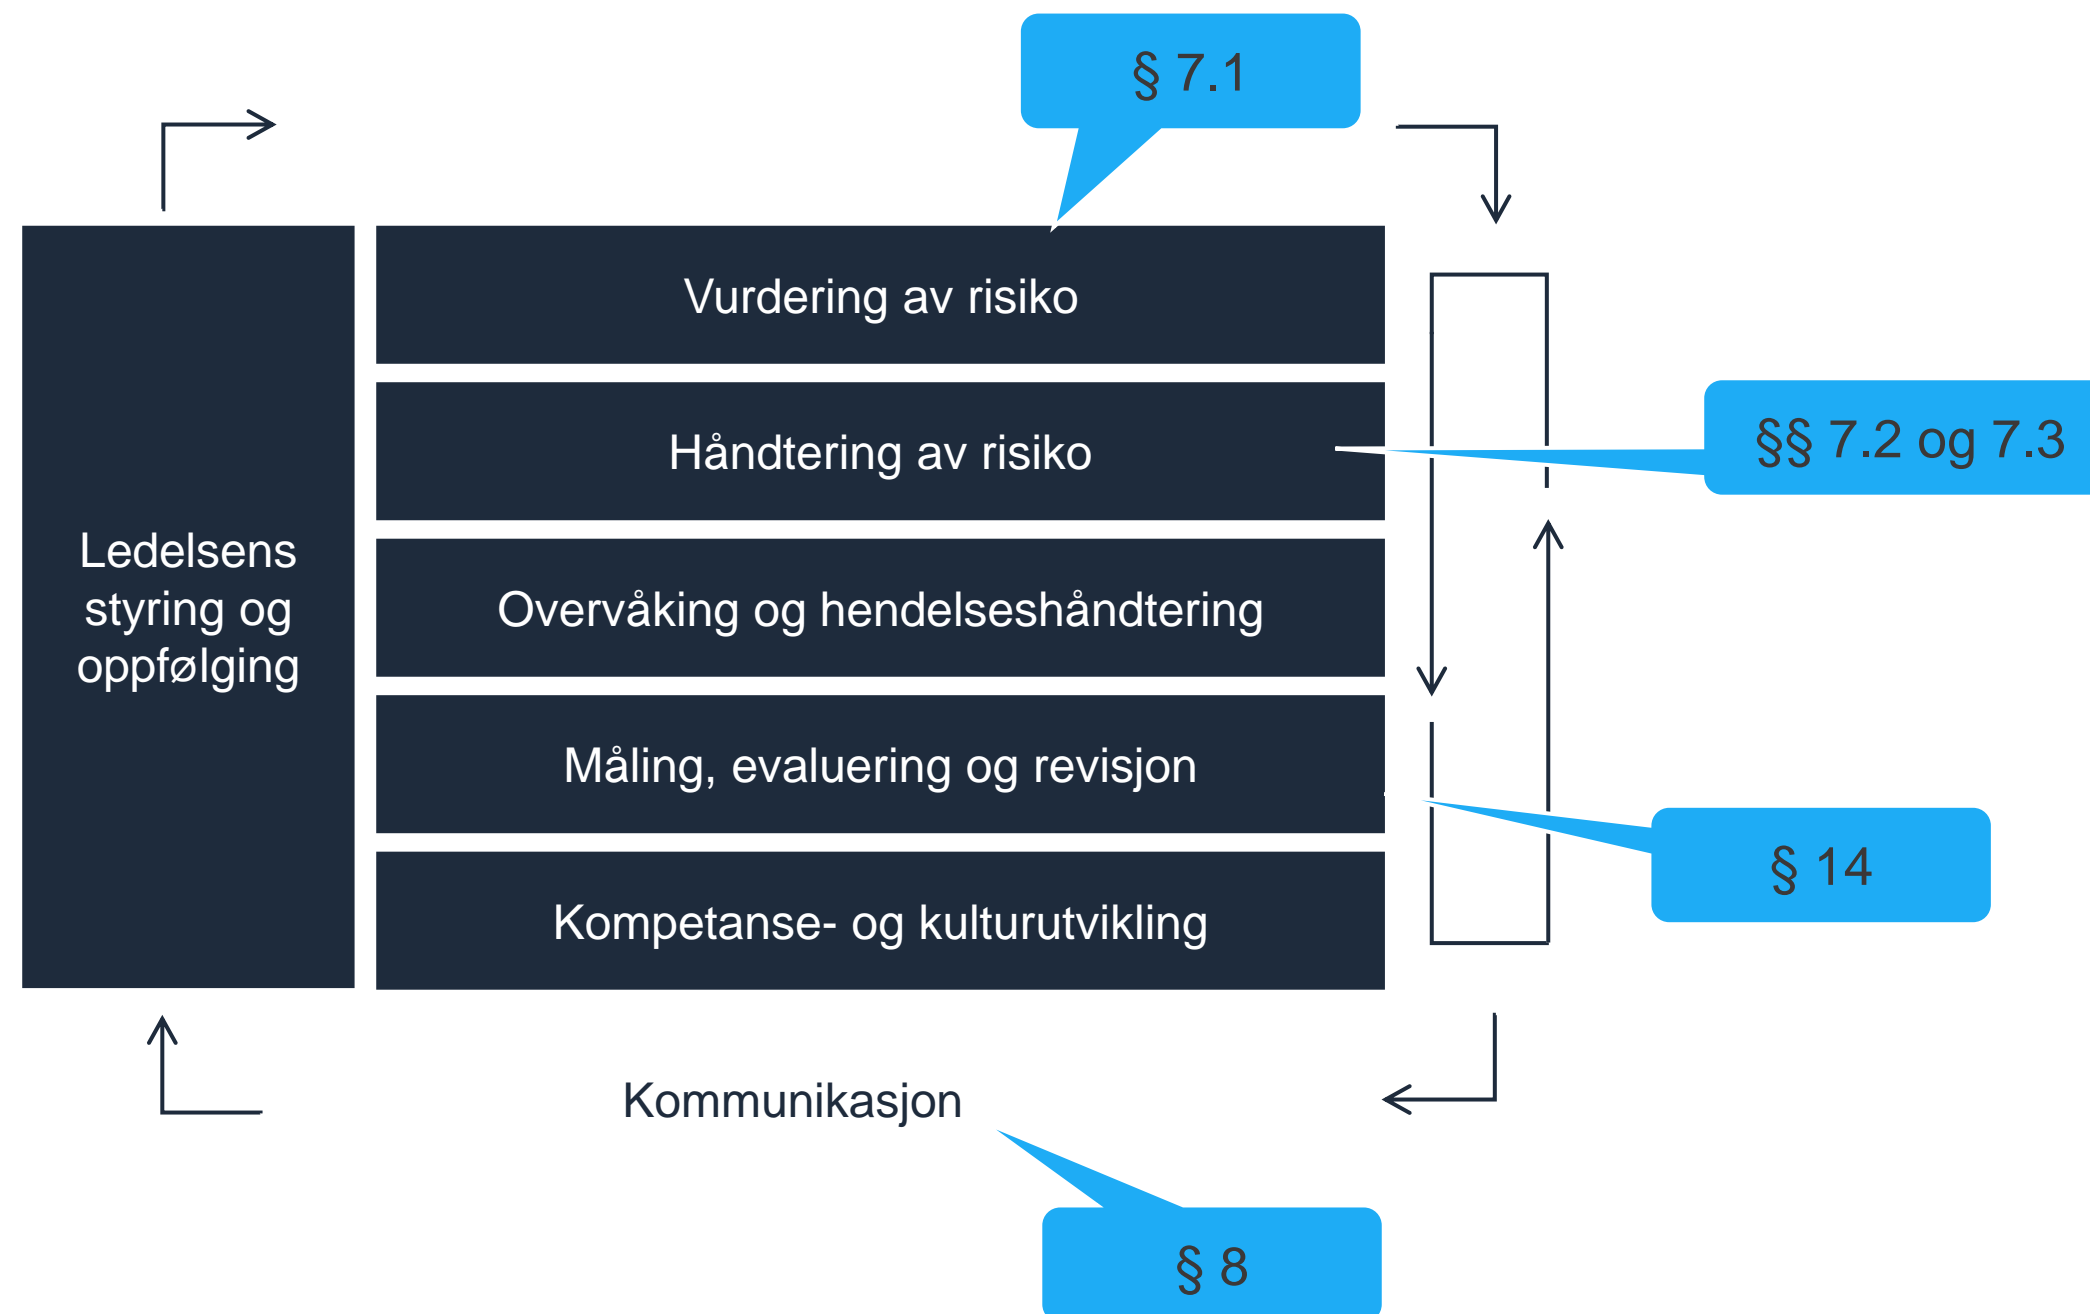 § 7.1
Vurdering av risiko
Håndtering av risiko
§§ 7.2 og 7.3
Ledelsens
styring og
oppfølging
Overvåking og hendelseshåndtering
Måling, evaluering og revisjon
§ 14
Kompetanse- og kulturutvikling
Kommunikasjon
§ 8